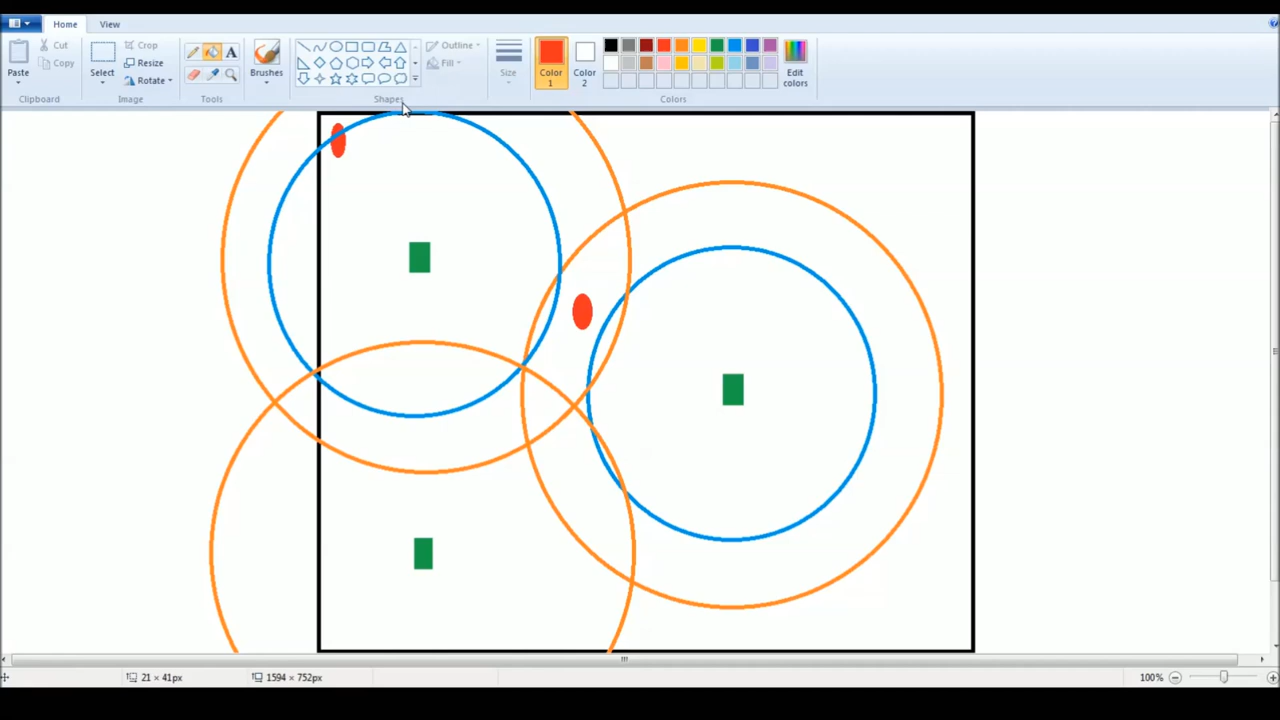 Home View
Paste
Cut
Copy
Clipboard
Select
Crop
Resize
Rotate
Image
A
Tools
Brushes
Shapes
Outline
Fill
Size
Color
1
Color
2
Edit
colors
Colors
21 × 41px 1594 × 752px 100%